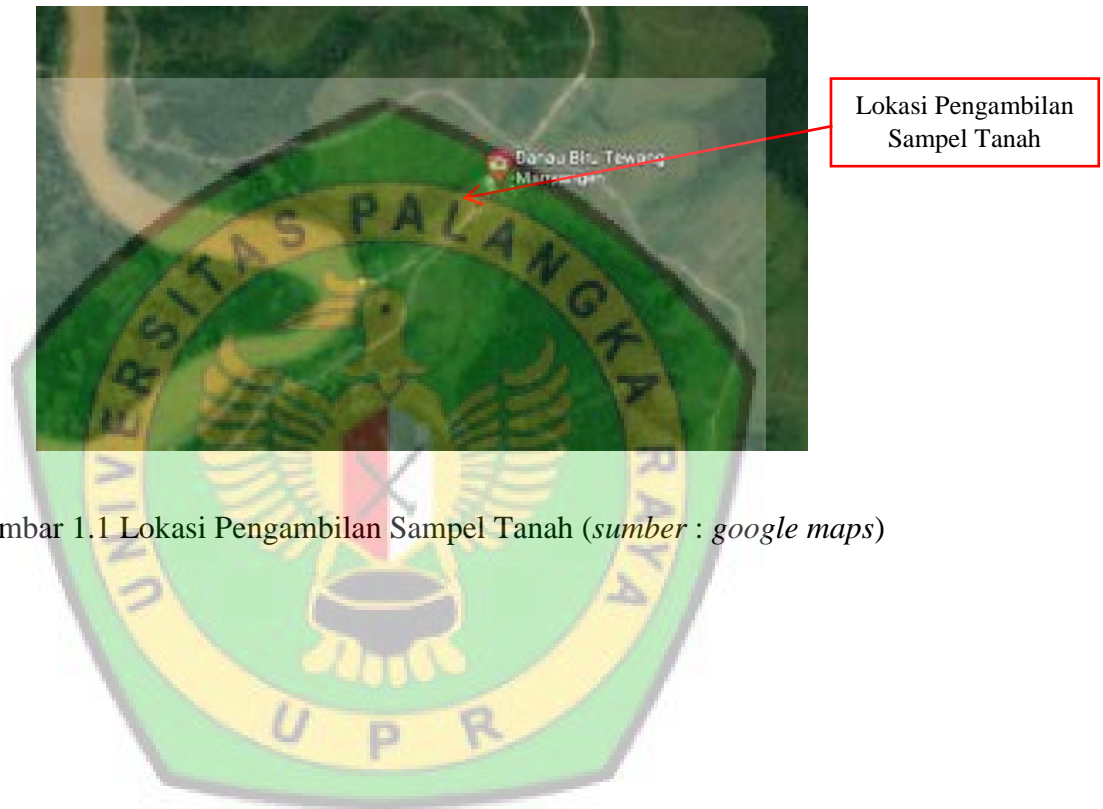 Danau Biru Tewang
Lokasi Pengambilan
Sampel Tanah
UNIVERSITAS PALANGKA RAYA
mbar 1.1 Lokasi Pengambilan Sampel Tanah (sumber : google maps)
UPR